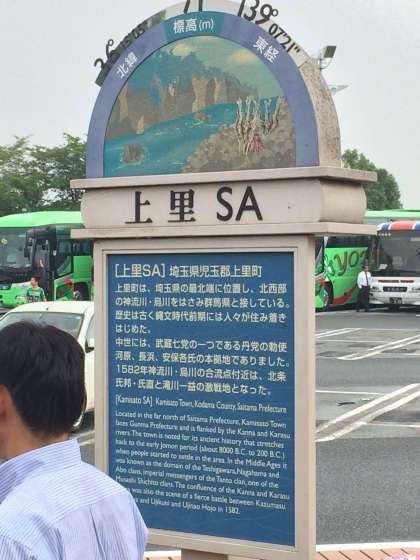 36°
標高(m)
139°07'21"
北緯
東経
上里 SA
[上里SA] 埼玉県児玉郡上里町
上里町は、埼玉県の最北端に位置し、北西部
の神流川・烏川をはさみ群馬県と接している。
歴史は古く縄文時代前期には人々が住み着き
はじめた。
中世には、武蔵七党の一つである丹党の勅使
河原、長浜、安保各氏の本拠地でありました。
1582年神流川・烏川の合流点付近は、北条
氏邦・氏直と滝川一益の激戦地となった。
[Kamisato SA] Kamisato Town, Kodama County, Saitama Prefecture
Located in the far north of Saitama Prefecture, Kamisato Town
faces Gunma Prefecture and is flanked by the Kanna and Karasu
rivers. The town is noted for its ancient history that stretches
back to the early Jomon period (about 8000 B.C. to 200 B.C.)
when people started to settle in the area. In the Middle Ages it
was known as the domain of the Teshigawara, Nagahama and
Abo clans, imperial messengers of the Tanto clan, one of the
Musashi Shichito clans. The confluence of the Kanna and Karasu
was also the scene of a fierce battle between Kazumasu
and Ujikuni and Ujinao Hojo in 1582.